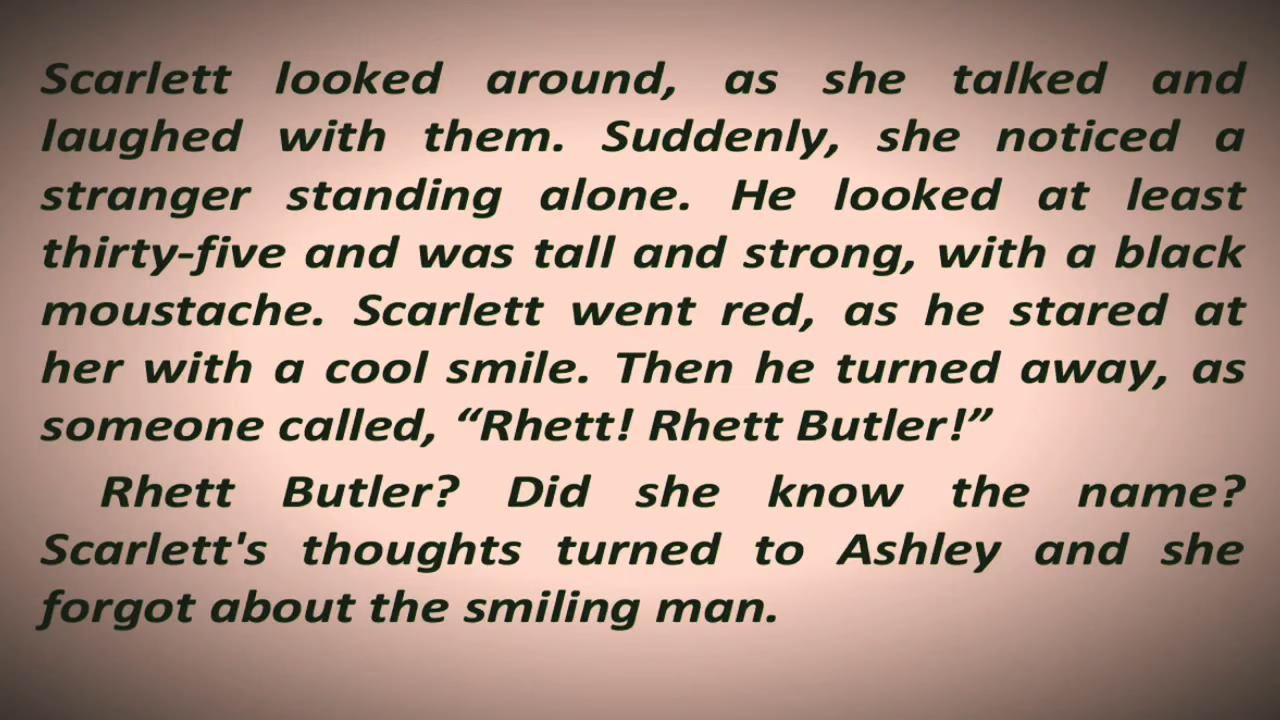 Scarlett looked around, as she talked and
laughed with them. Suddenly, she noticed a
stranger standing alone. He looked at least
thirty-five and was tall and strong, with a black
moustache. Scarlett went red, as he stared at
her with a cool smile. Then he turned away, as
someone called, “Rhett! Rhett Butler!”
Rhett Butler? Did she know the name?
Scarlett's thoughts turned to Ashley and she
forgot about the smiling man.